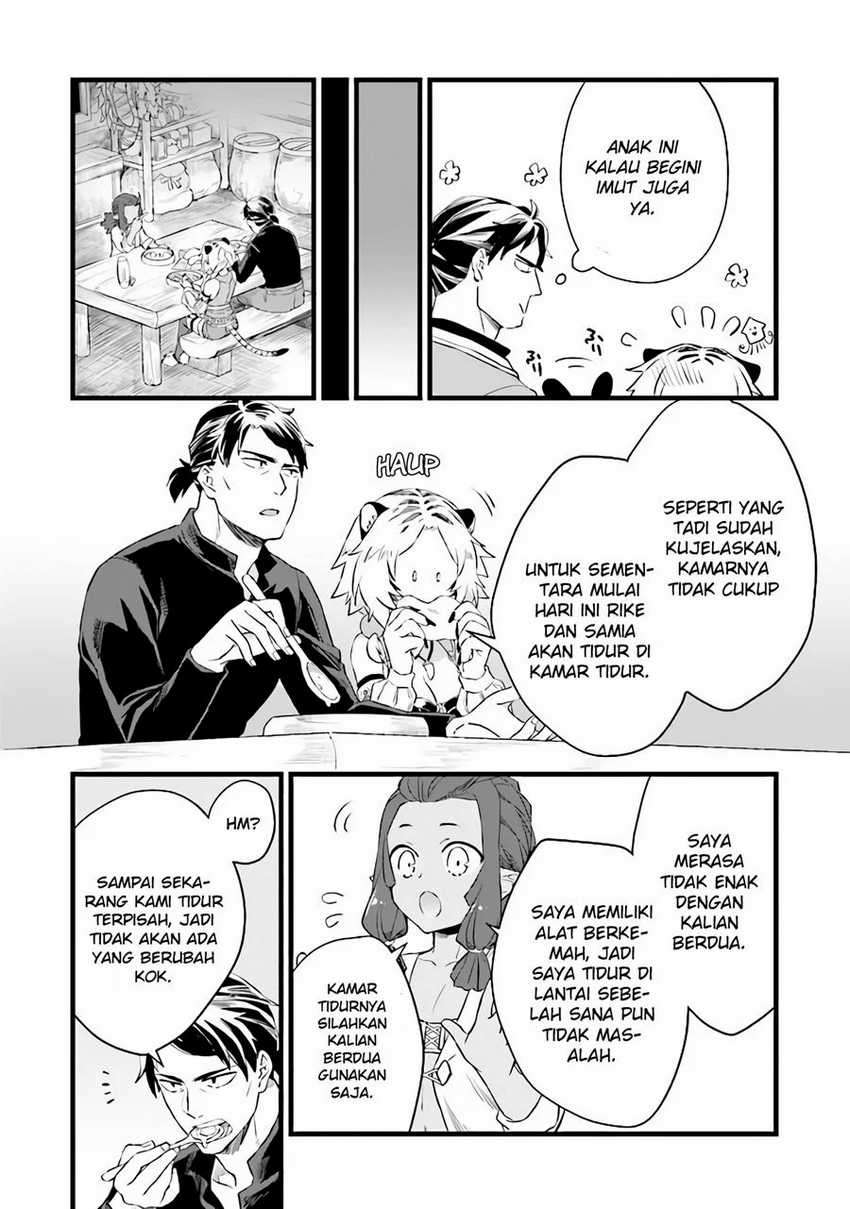 ANAK INI
KALAU BEGINI
IMUT JUGA
YA.
HAUP
SEPERTI YANG
TADI SUDAH
KUJELASKAN,
KAMARNYA
TIDAK CUKUP
UNTUK SEMEN-
TARA MULAI
HARI INI RIKE
DAN SAMIA
AKAN TIDUR DI
KAMAR TIDUR.
SAYA
MERASA
TIDAK ENAK
DENGAN
KALIAN
BERDUA.
SAYA MEMILIKI
ALAT BERKE-
MAH, JADI
SAYA TIDUR DI
LANTAI SEBE-
LAH SANA PUN
TIDAK MAS-
ALAH.
KAMAR
TIDURNYA
SILAHKAN
KALIAN
BERDUA
GUNAKAN
SAJA.
HM?
SAMPAI SEKA-
RANG KAMI TIDUR
TERPISAH, JADI
TIDAK AKAN ADA
YANG BERUBAH
KOK.